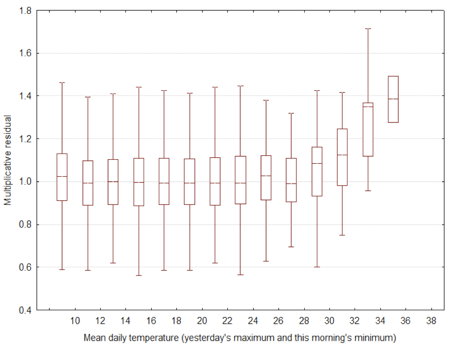 1.8
1.6
1.4
1.2
1.0
0.8
0.6
0.4
Multiplicative residual
10 12 14 16 18 20 22 24 26 28 30 32 34 36 38
Mean daily temperature (yesterday's maximum and this morning's minimum)